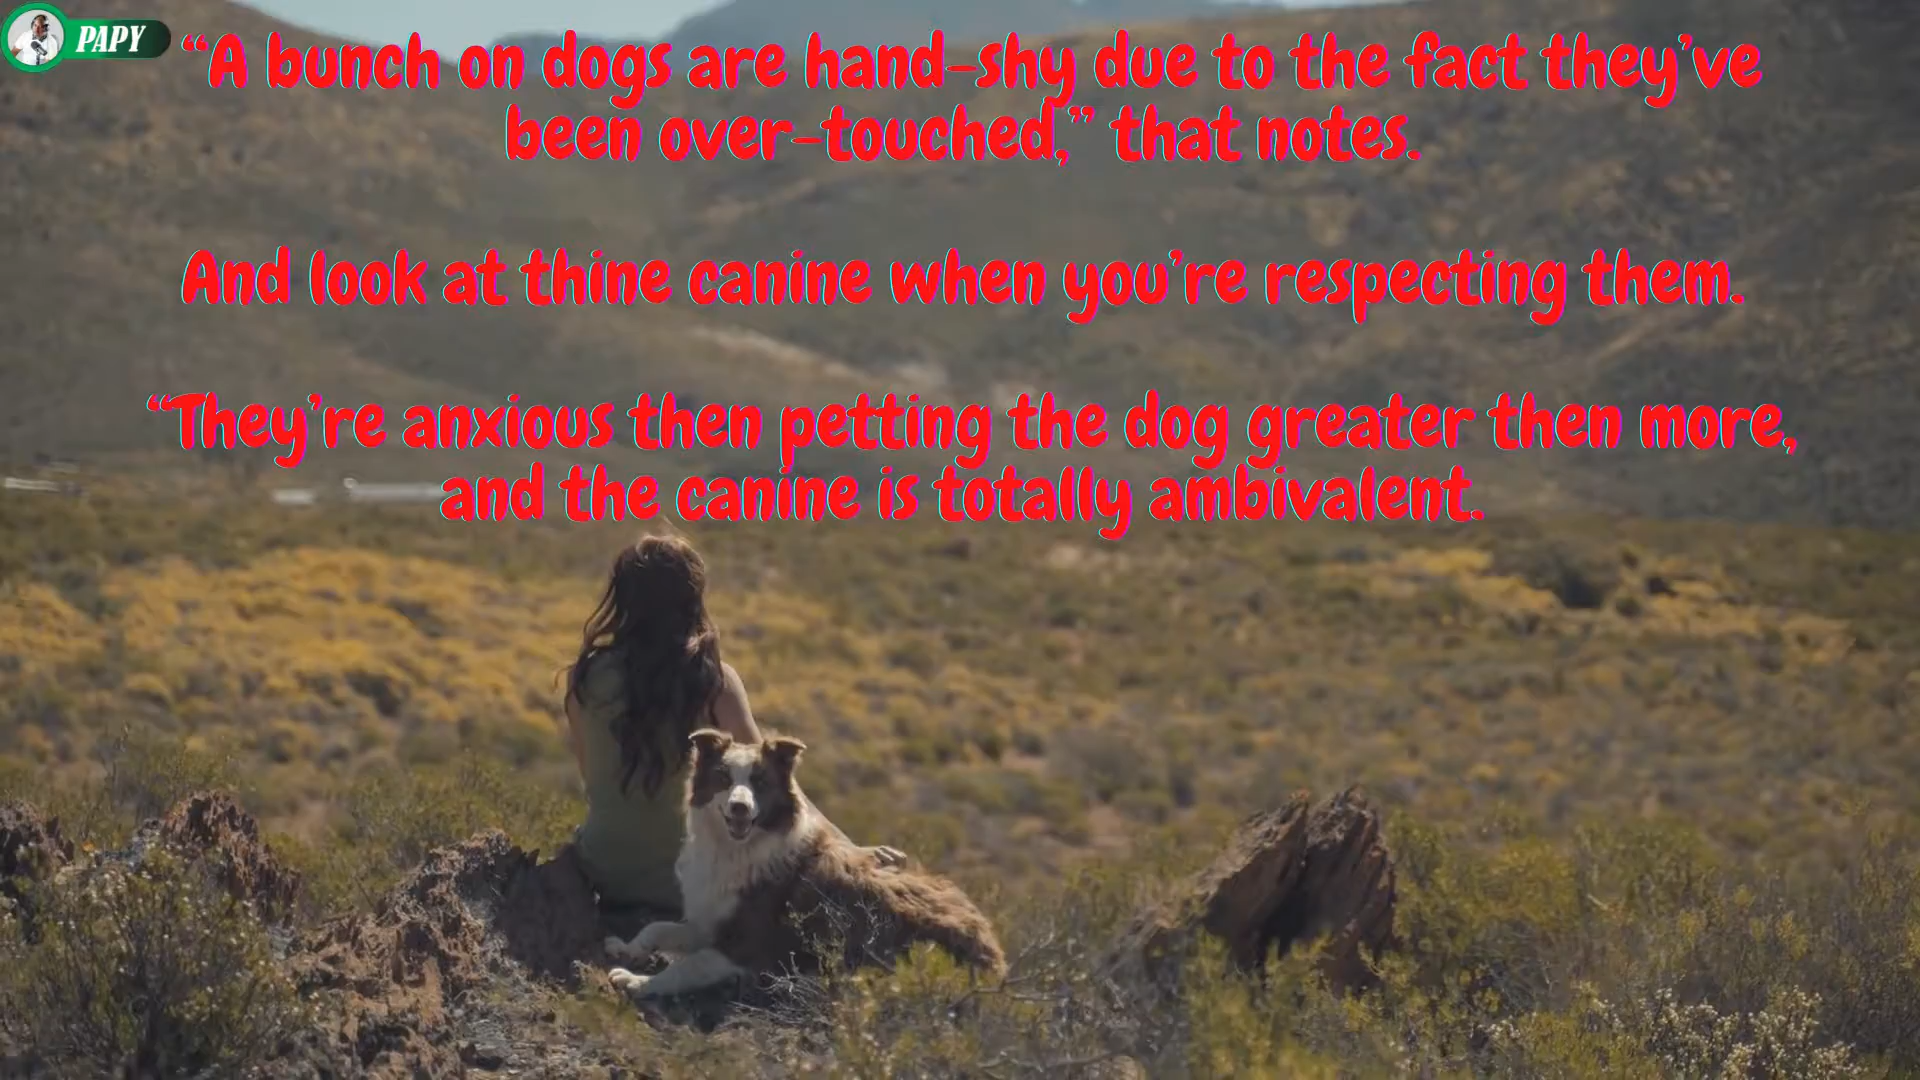 PAPY
“A bunch on dogs are hand-shy due to the fact they’ve
been over-touched,” that notes.
And look at thine canine when you’re respecting them.
“They’re anxious then petting the dog greater then more,
and the canine is totally ambivalent.